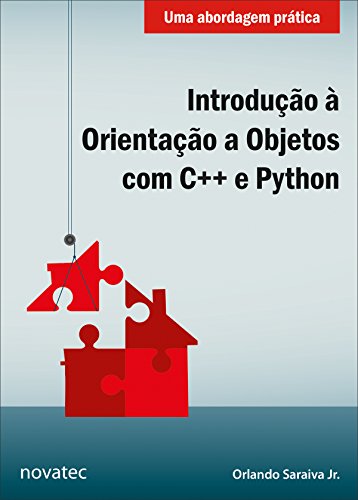 Uma abordagem prática
Introdução à
Orientação a Objetos
com C++ e Python
novatec
Orlando Saraiva Jr.